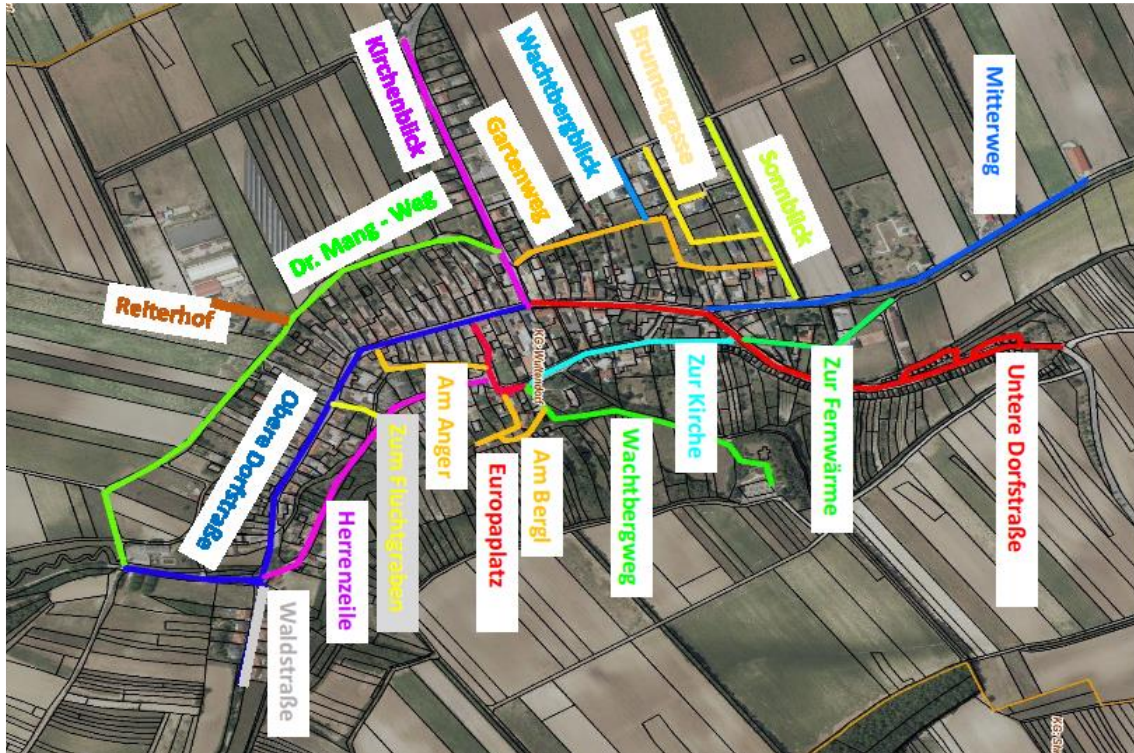 Kirchenblick
Gartenweg
Wachtbergblick
Brunnengasse
Sonnblick
Mitterweg
Dr. Mang - Weg
Reiterhof
Obere Dorfstraße
Waldstraße
Herrenzeile
Zum Fluchtgraben
Am Anger
Europaplatz
Am Bergl
Wachtbergweg
Zur Kirche
Zur Fernwärme
Untere Dorfstraße